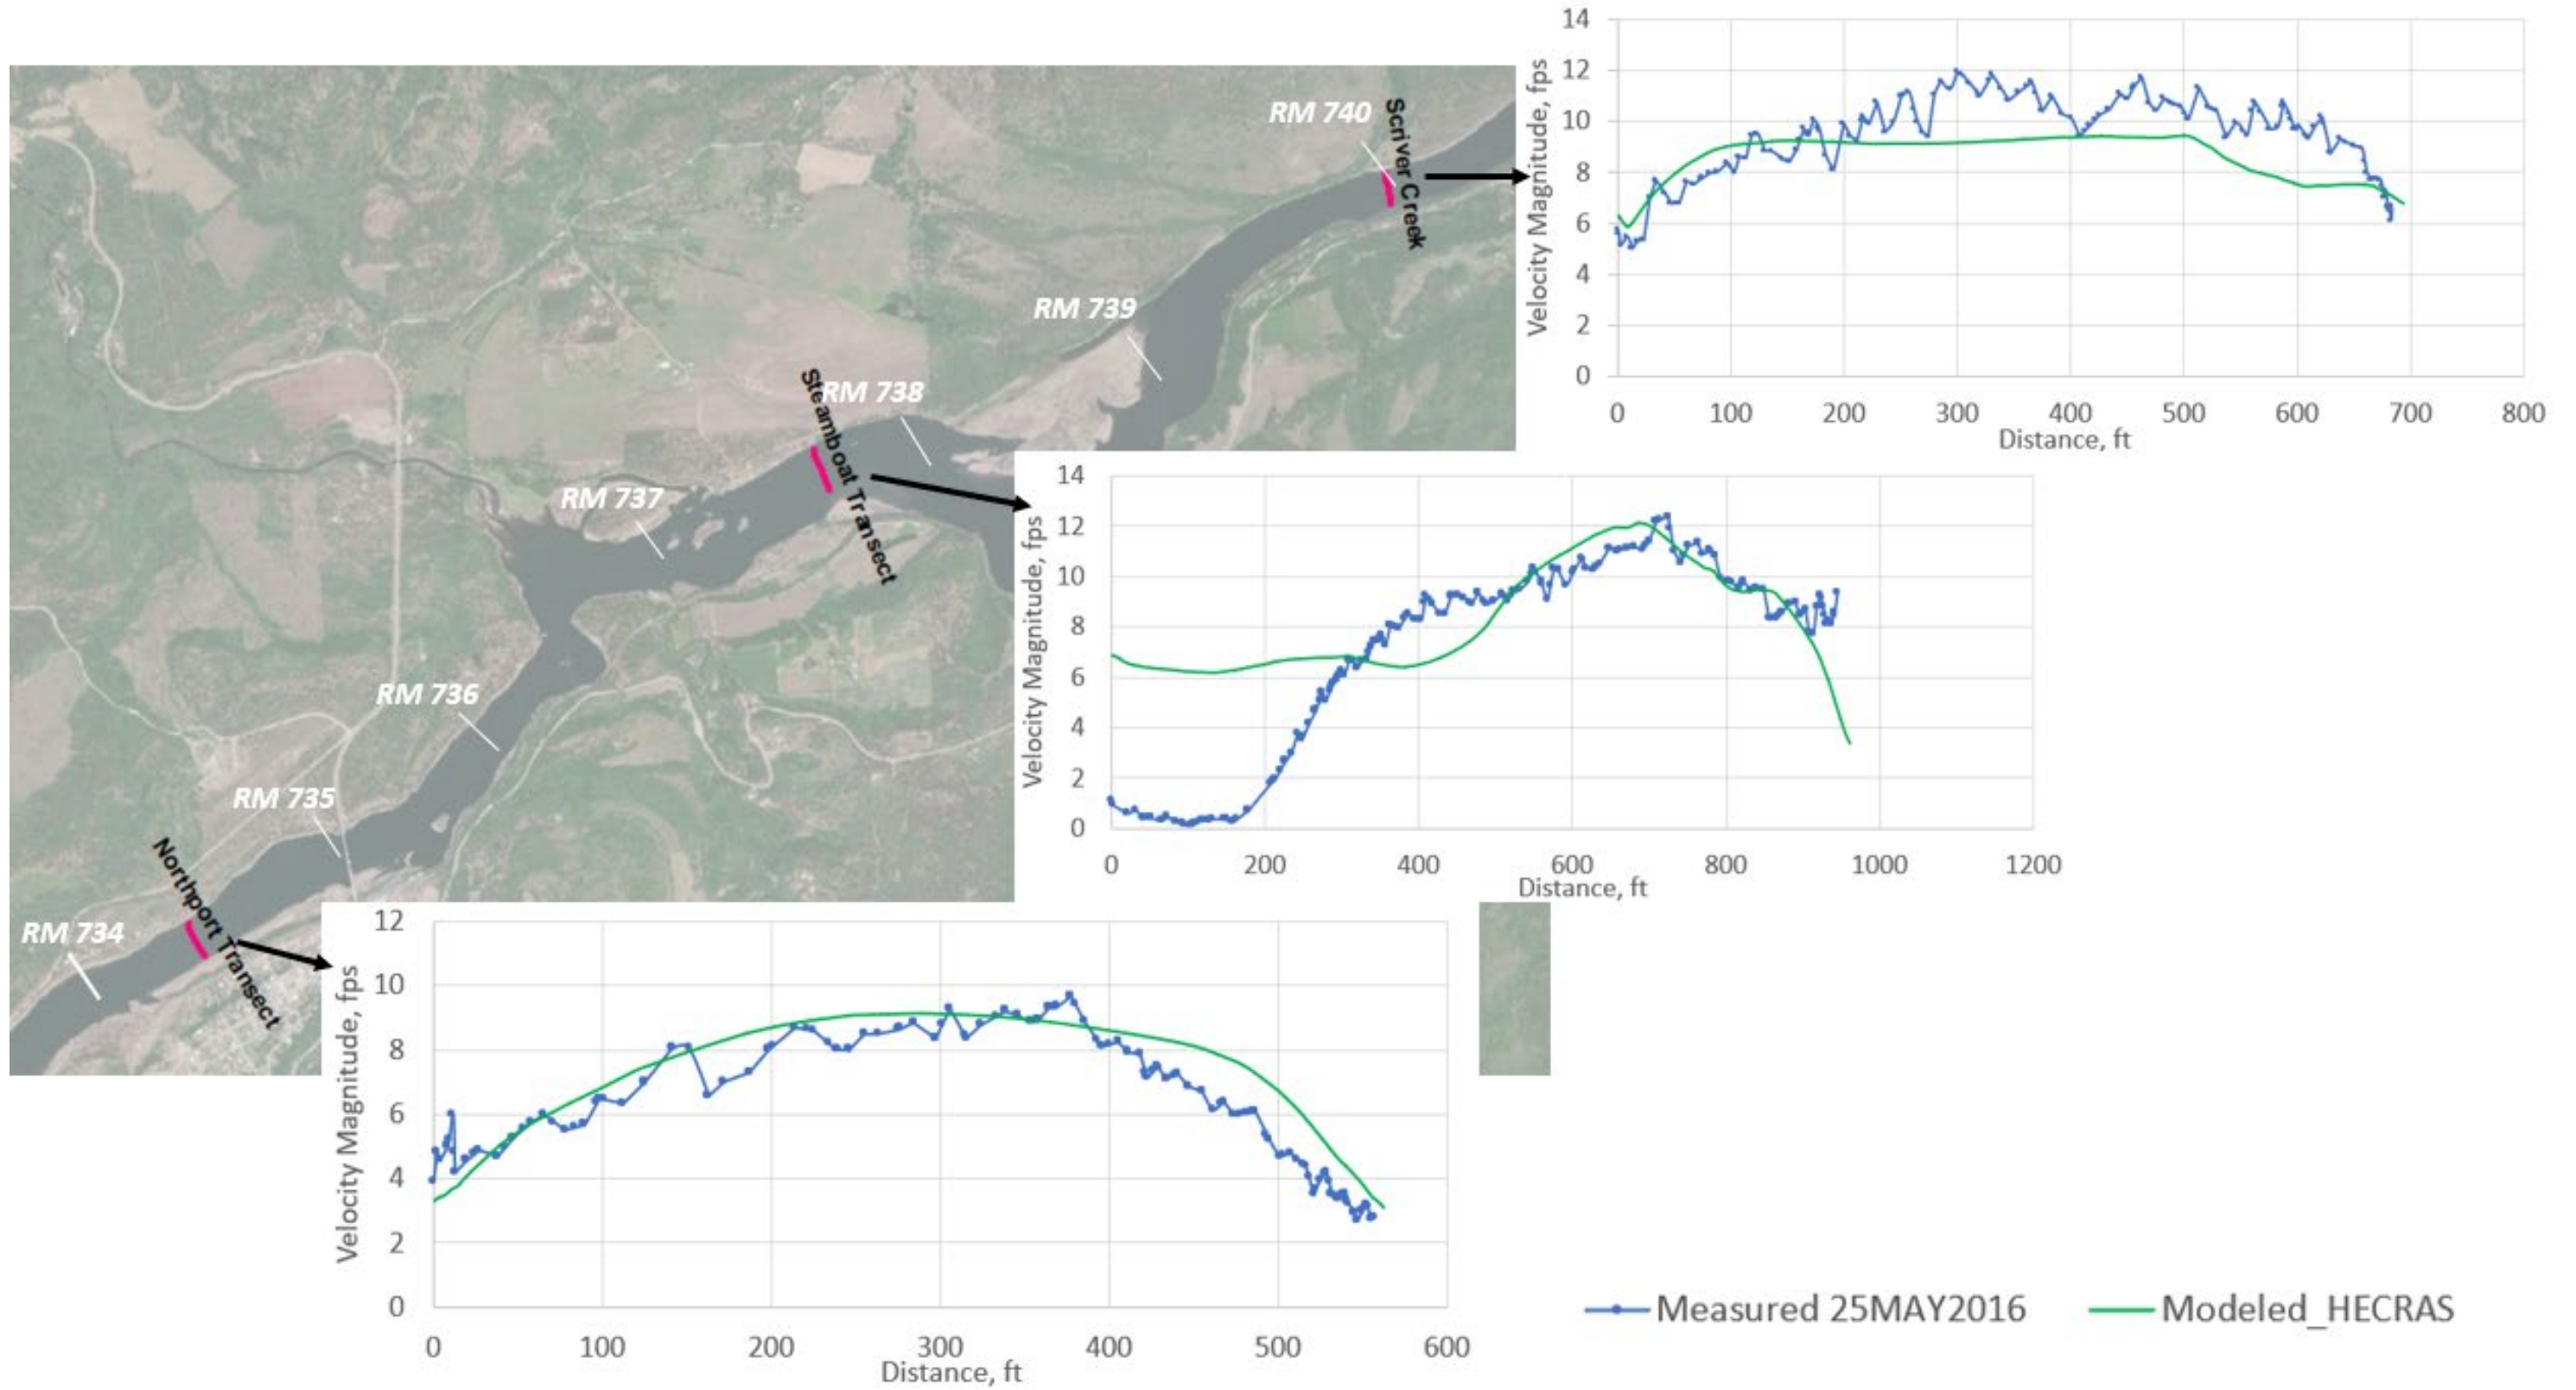 RM 740
Scriver Creek
RM 739
Steamboat Transect
RM 738
RM 737
RM 736
RM 735
Northport Transect
RM 734
Velocity Magnitude, fps
14
12
10
8
6
4
2
0
0 100 200 300 400 500 600 700 800
Distance, ft
Velocity Magnitude, fps
14
12
10
8
6
4
2
0
0 200 400 600 800 1000 1200
Distance, ft
Velocity Magnitude, fps
12
10
8
6
4
2
0
0 100 200 300 400 500 600
Distance, ft
Measured 25MAY2016 Modeled_HECRAS